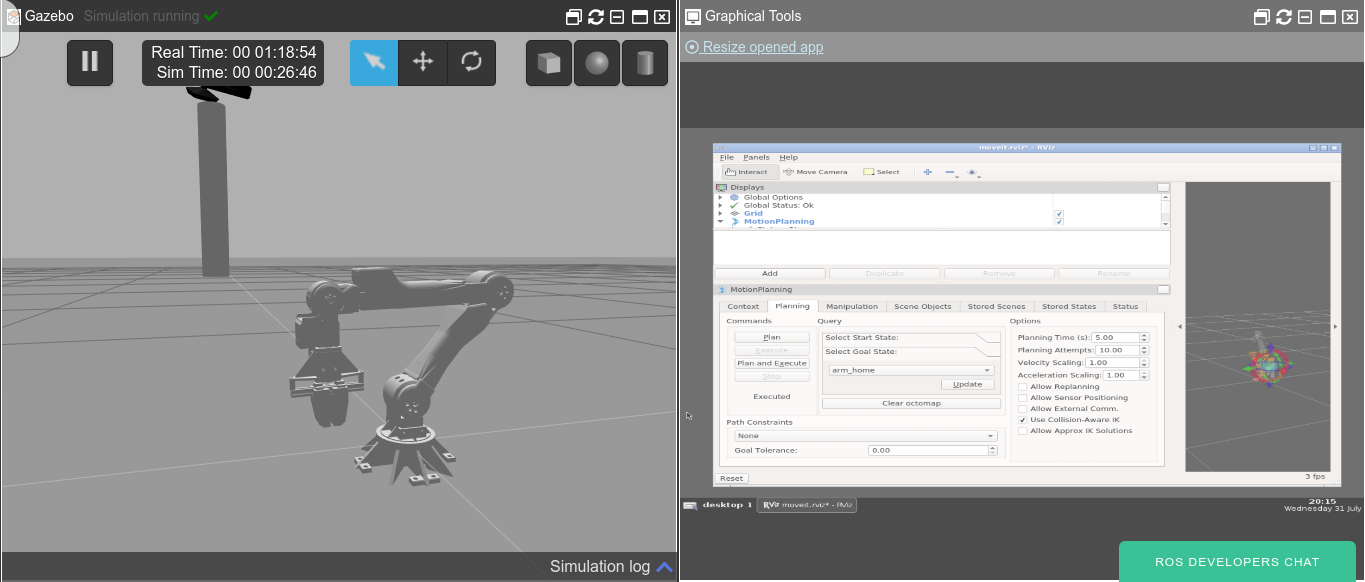 Gazebo Simulation running
Real Time: 00 01:18:54
Sim Time: 00 00:26:46
Simulation log
Graphical Tools
Resize opened app
moveit.rviz* - RViz
File Panels Help
Interact Move Camera Select
Displays
Global Options
Global Status: Ok
Grid
MotionPlanning
Add Duplicate Remove Rename
MotionPlanning
Context Planning Manipulation Scene Objects Stored Scenes Stored States Status
Commands Query Options
Plan Select Start State: Planning Time (s): 5.00
Execute Select Goal State: Planning Attempts: 10.00
Plan and Execute Velocity Scaling: 1.00
Stop arm_home Acceleration Scaling: 1.00
Update Allow Replanning
Executed Clear octomap Allow Sensor Positioning
Allow External Comm.
Path Constraints Use Collision-Aware IK
None Allow Approx IK Solutions
Goal Tolerance: 0.00
Reset 3 fps
desktop 1 RViz moveit.rviz* - RViz 20:15
Wednesday 31 July
ROS DEVELOPERS CHAT